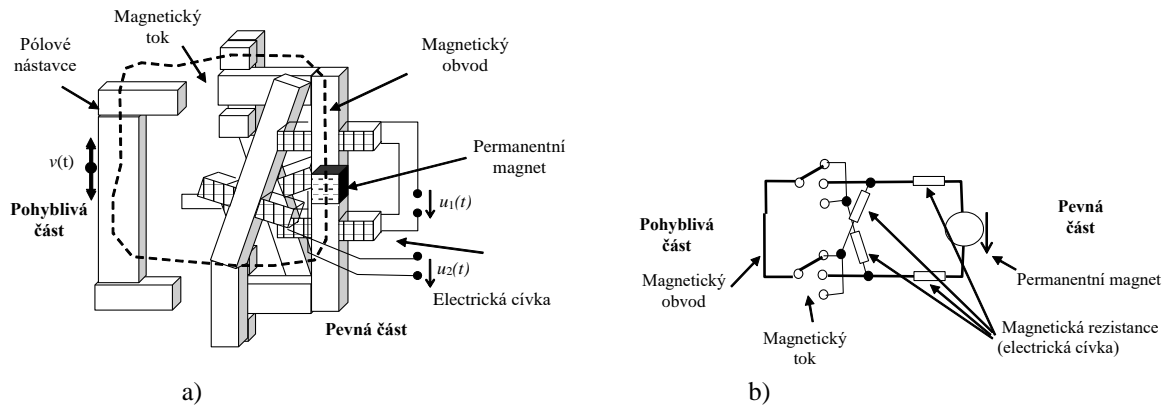 Magnetický
tok
Pólové
nástavce
Magnetický
obvod
v(t)
Permanentní
magnet
Pohyblivá
část
u1(t)
u2(t)
Electrická cívka
Pevná část
a)
Pohyblivá
část
Pevná
část
Magnetický
obvod
Permanentní magnet
Magnetický
tok
Magnetická rezistance
(electrická cívka)
b)